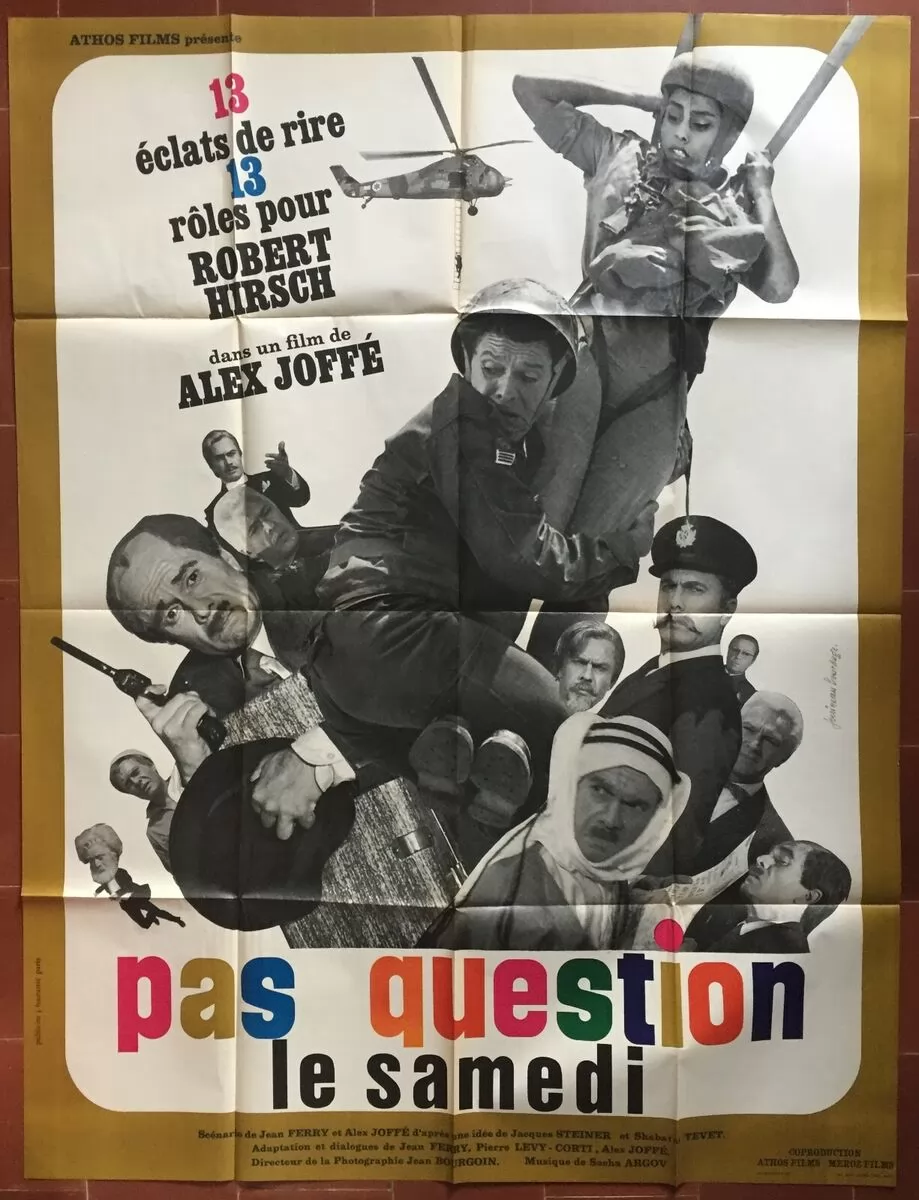 ATHOS FILMS présente
13
éclats de rire
13
rôles pour
ROBERT
HIRSCH
dans un film de
ALEX JOFFÉ
pas question
le samedi
Scénario de Jean FERRY et Alex JOFFÉ d'après une idée de Jacques STEINER et Shabataï TEVET.
Adaptation et dialogues de Jean FERRY, Pierre LEVY-CORTI, Alex JOFFÉ
Directeur de la Photographie Jean BOURGOIN. Musique de Sasha ARGOV
COPRODUCTION
ATHOS FILMS MEROZ FILMS